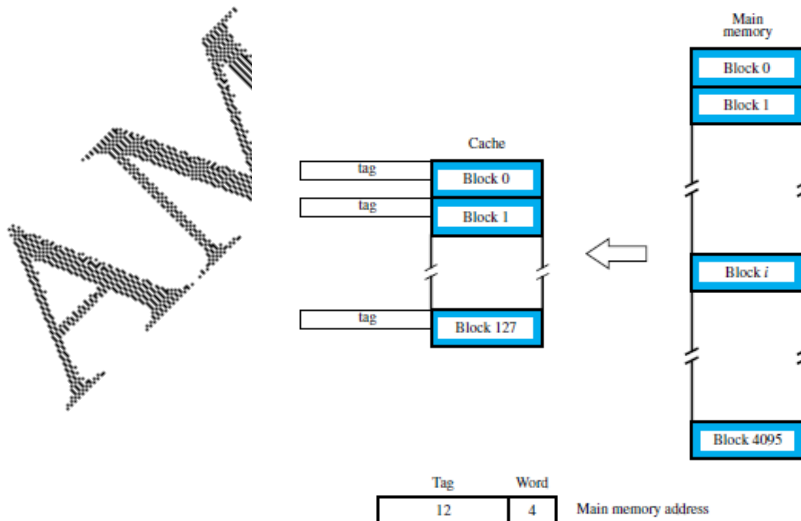 Main
memory
Block 0
Block 1
Cache
tag
Block 0
tag
Block 1
Block i
tag
Block 127
Block 4095
Tag
Word
12
4
Main memory address